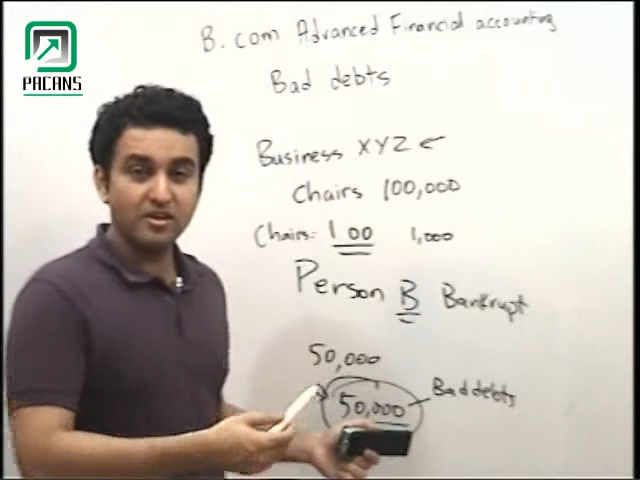 PACANS
B. com Advanced Financial accounting
Bad debts
Business XYZ
Chairs 100,000
Chairs: 100 1,000
Person B Bankrupt
50,000
50,000 Bad debts